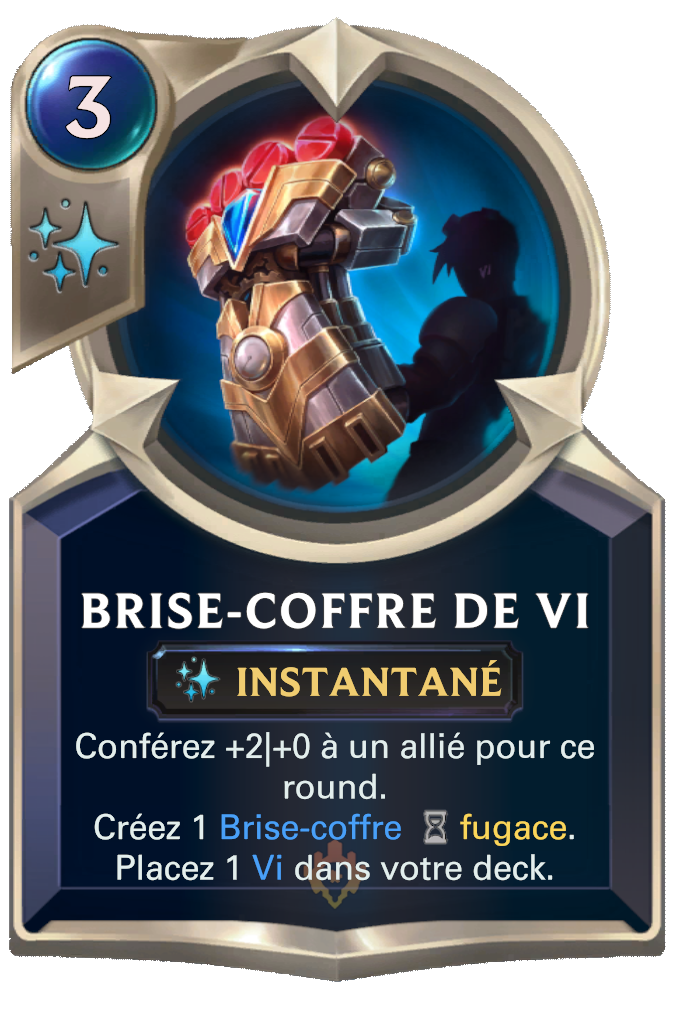 3
BRISE-COFFRE DE VI
INSTANTANÉ
Conférez +2|+0 à un allié pour ce
round.
Créez 1 Brise-coffre fugace.
Placez 1 Vi dans votre deck.